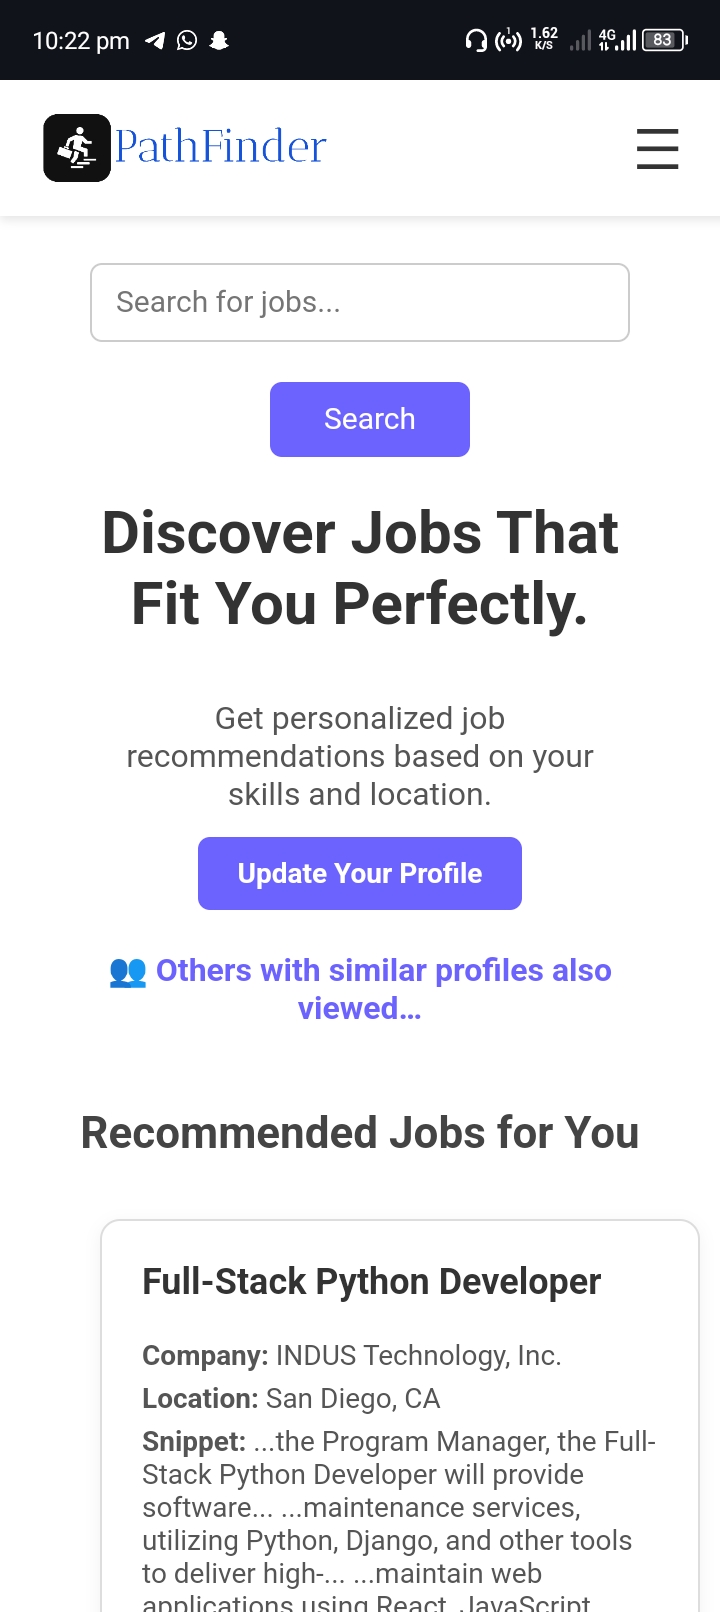 10:22 pm 1.62 K/S 4G 83
PathFinder
Search for jobs...
Search
Discover Jobs That
Fit You Perfectly.
Get personalized job
recommendations based on your
skills and location.
Update Your Profile
👥 Others with similar profiles also
viewed…
Recommended Jobs for You
Full-Stack Python Developer
Company: INDUS Technology, Inc.
Location: San Diego, CA
Snippet: ...the Program Manager, the Full-
Stack Python Developer will provide
software... ...maintenance services,
utilizing Python, Django, and other tools
to deliver high-... ...maintain web
applications using React, JavaScript